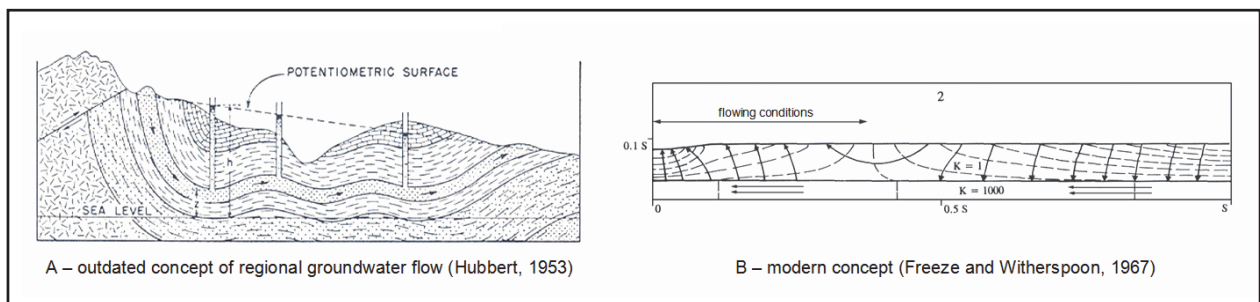 POTENTIOMETRIC SURFACE
h
z
SEA LEVEL
A – outdated concept of regional groundwater flow (Hubbert, 1953)
2
flowing conditions
0.1 S
K = 1
K = 1000
0
0.5 S
S
B – modern concept (Freeze and Witherspoon, 1967)